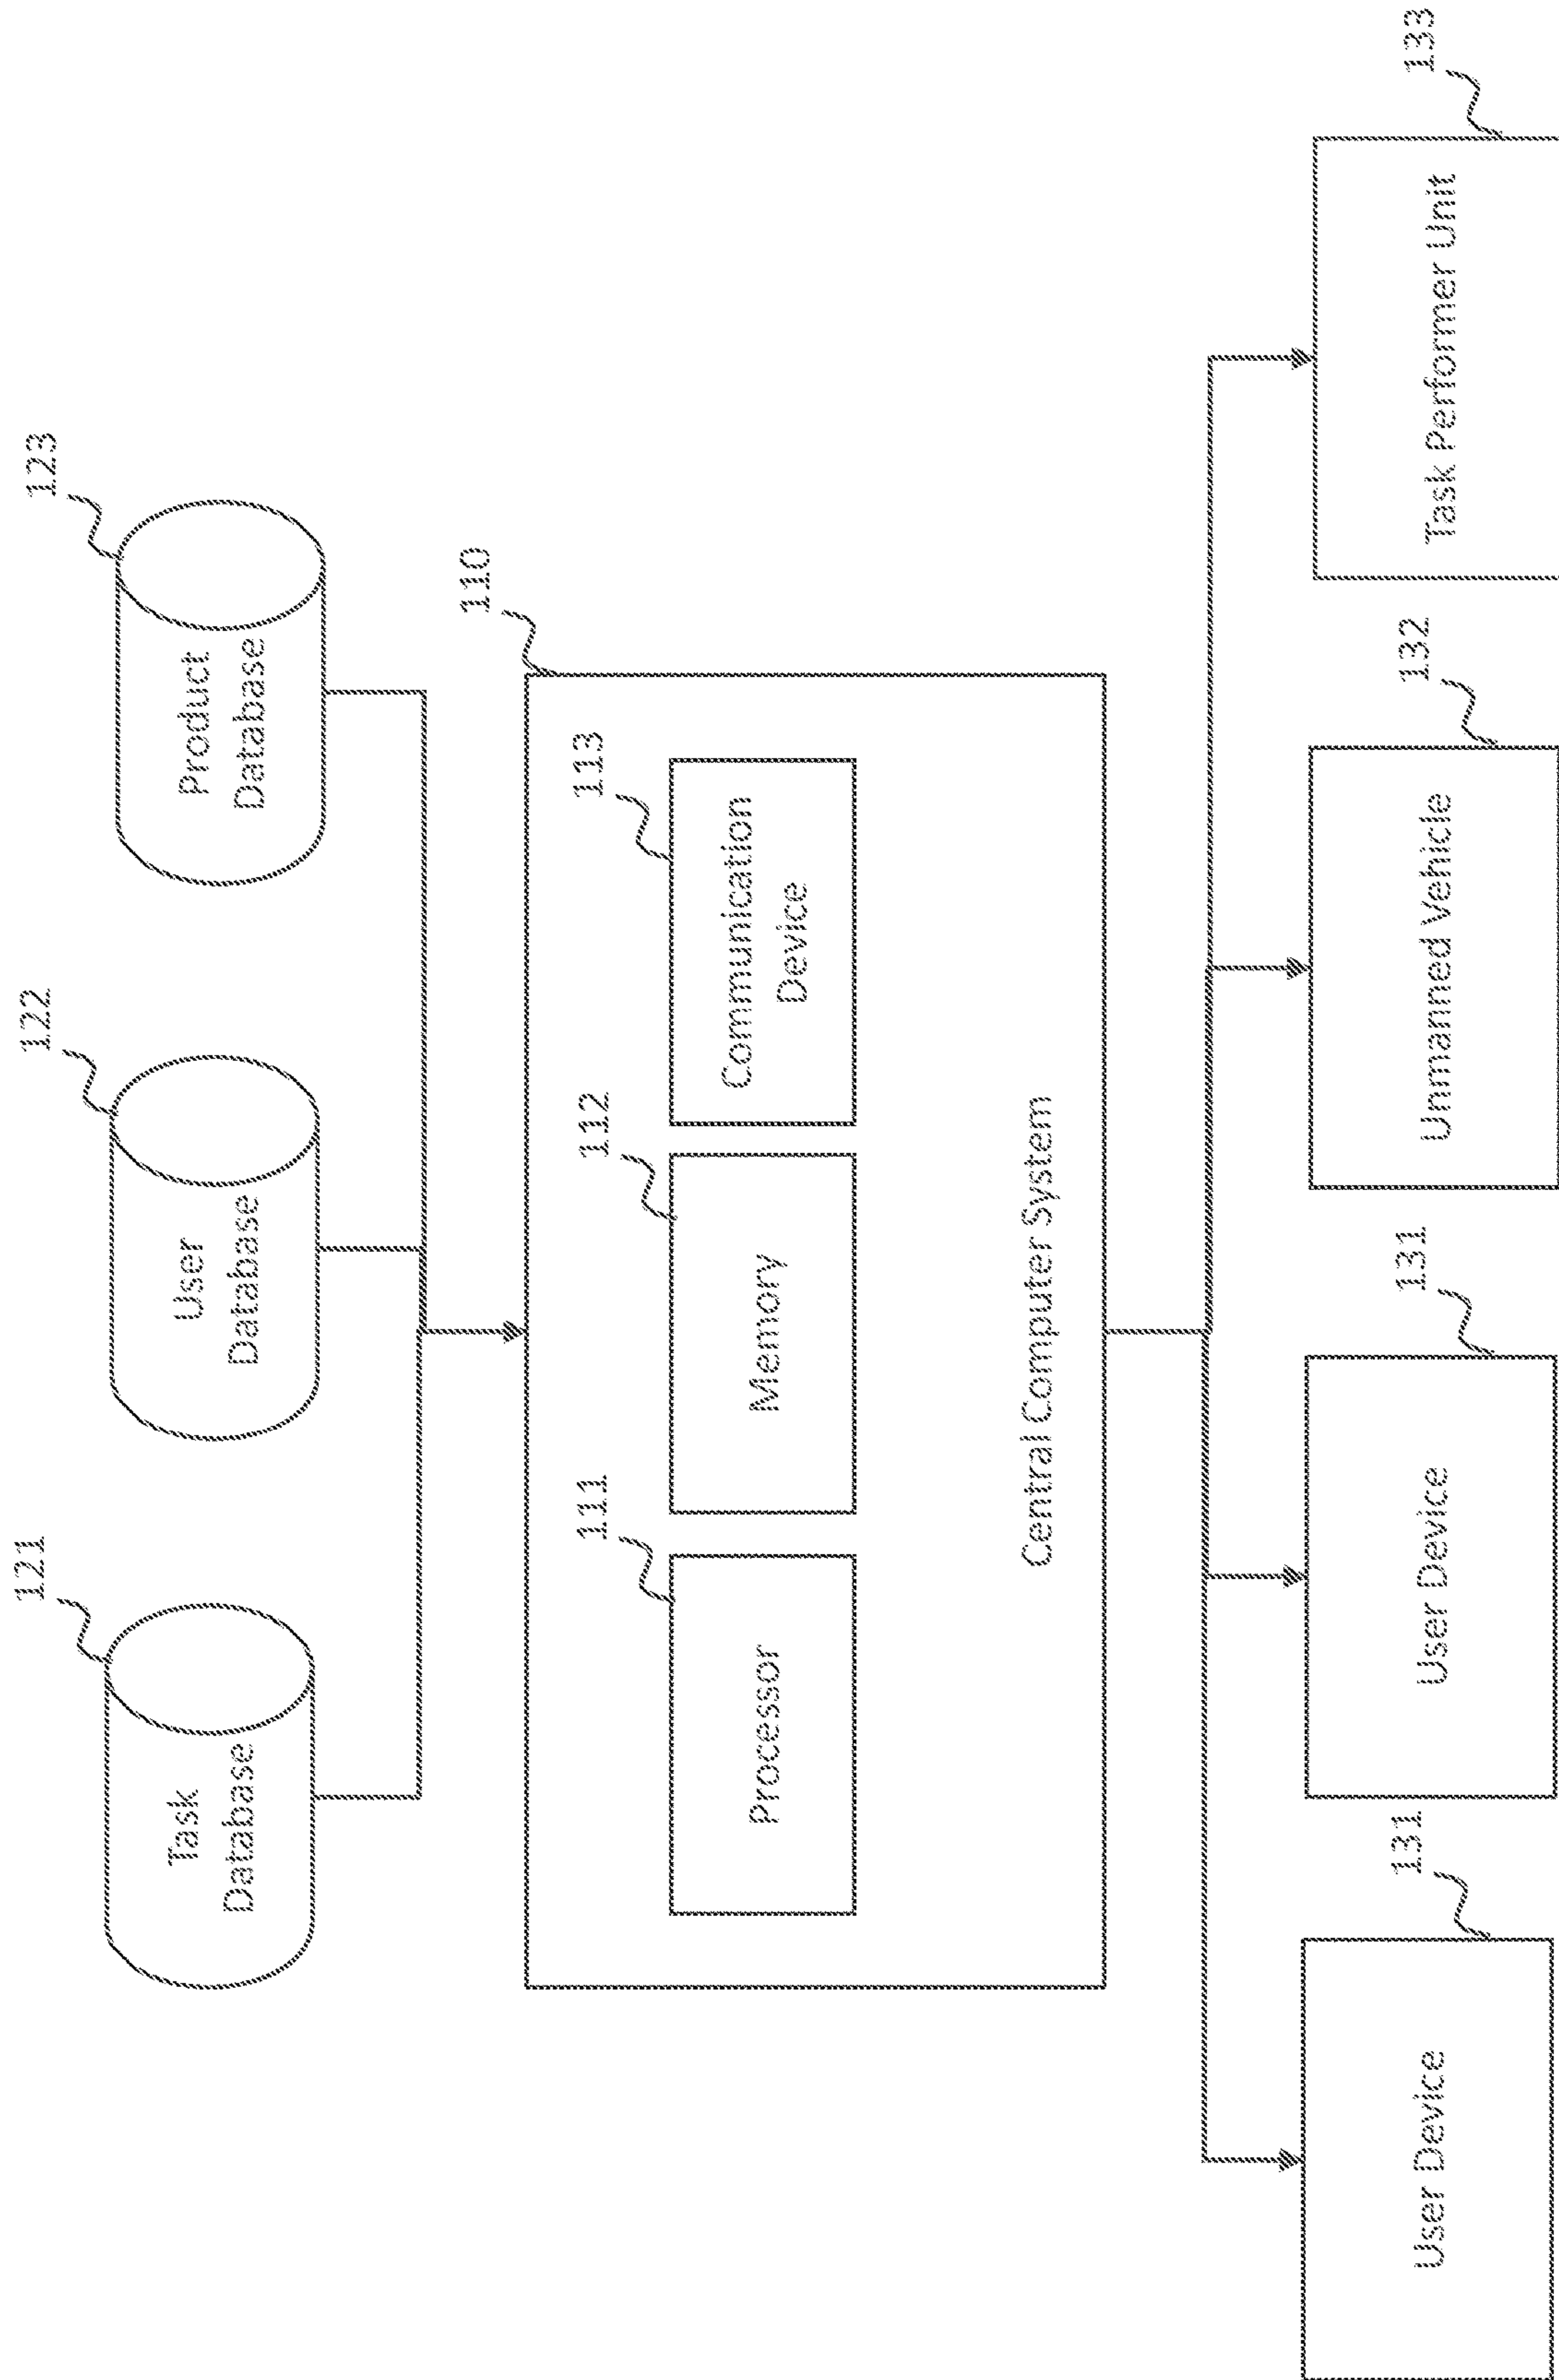 121
Task
Database
122
User
Database
123
Product
Database
110
111
Processor
112
Memory
113
Communication
Device
Central Computer System
131
User Device
131
User Device
132
Unmanned Vehicle
133
Task Performer Unit